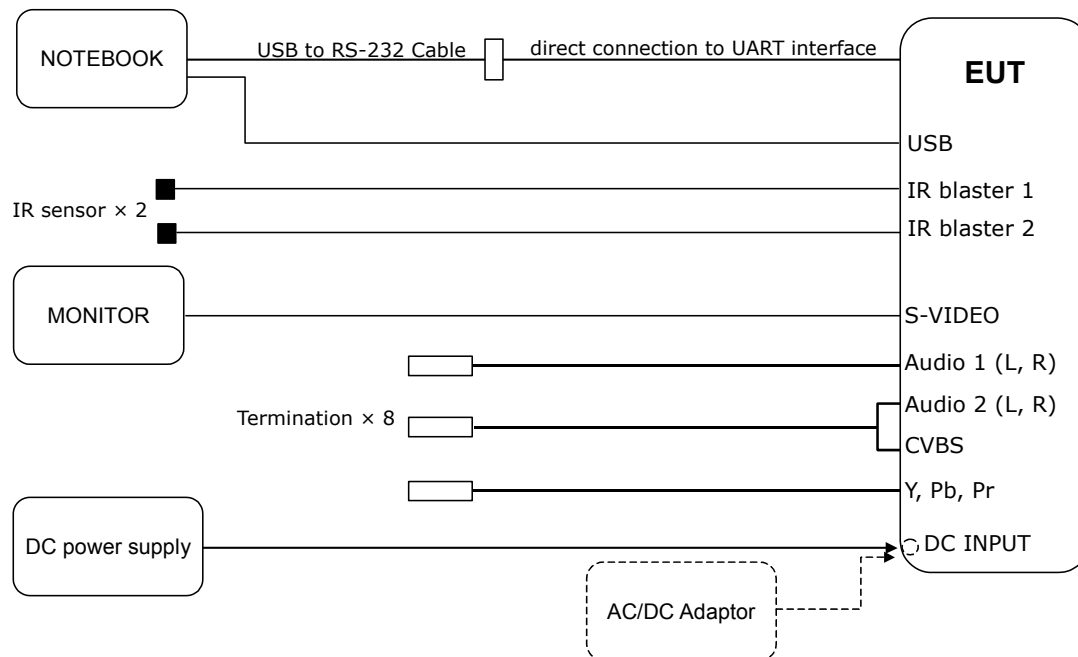 NOTEBOOK
USB to RS-232 Cable
direct connection to UART interface
EUT
USB
IR sensor × 2
IR blaster 1
IR blaster 2
MONITOR
S-VIDEO
Audio 1 (L, R)
Termination × 8
Audio 2 (L, R)
CVBS
Y, Pb, Pr
DC power supply
DC INPUT
AC/DC Adaptor